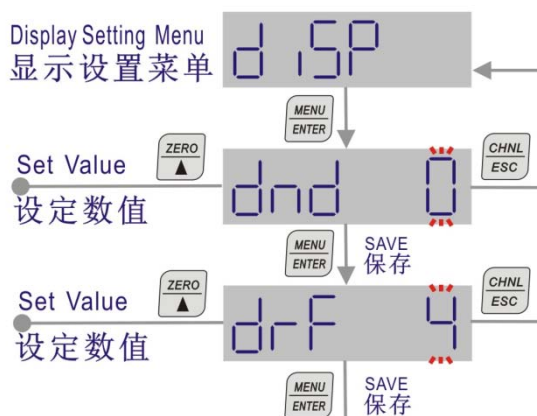 Display Setting Menu
显示设置菜单
diSP
MENU
ENTER
ZERO
Set Value
设定数值
dnd 0
CHNL
ESC
MENU
ENTER
SAVE
保存
ZERO
Set Value
设定数值
drF 4
CHNL
ESC
MENU
ENTER
SAVE
保存